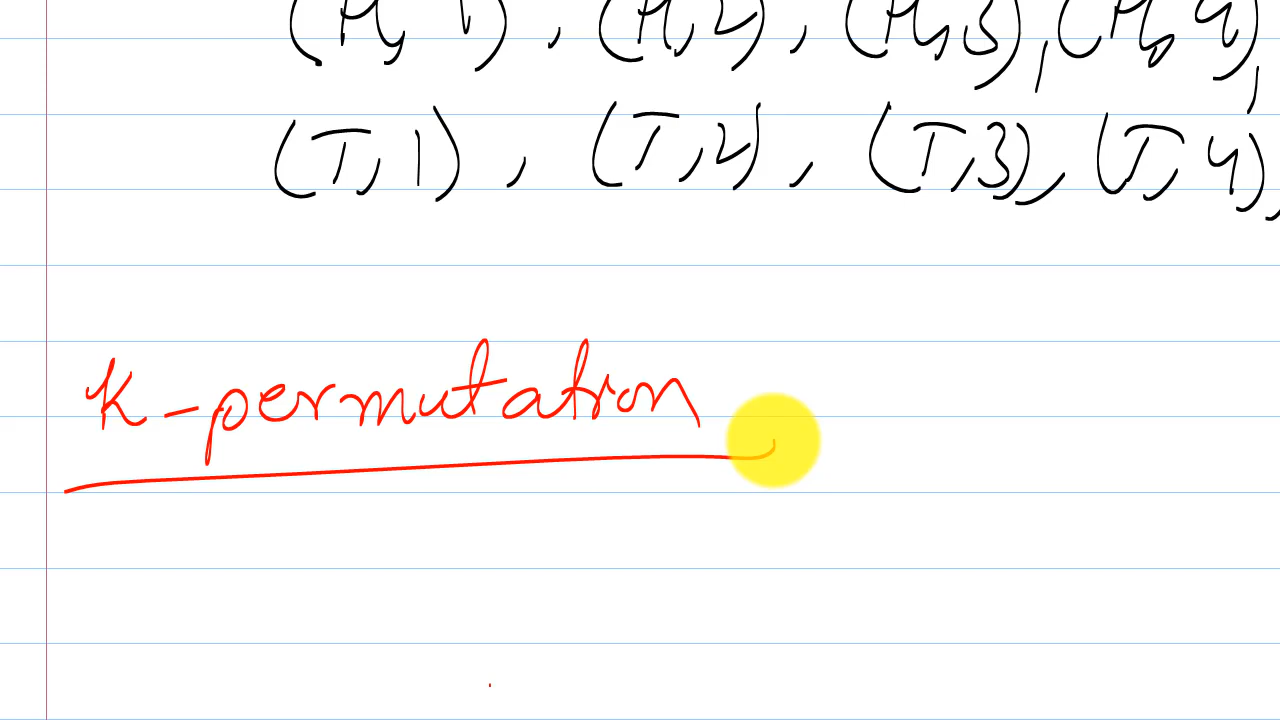 (H, 1), (H, 2), (H, 3), (H, 4),
(T, 1), (T, 2), (T, 3), (T, 4),
K-permutation